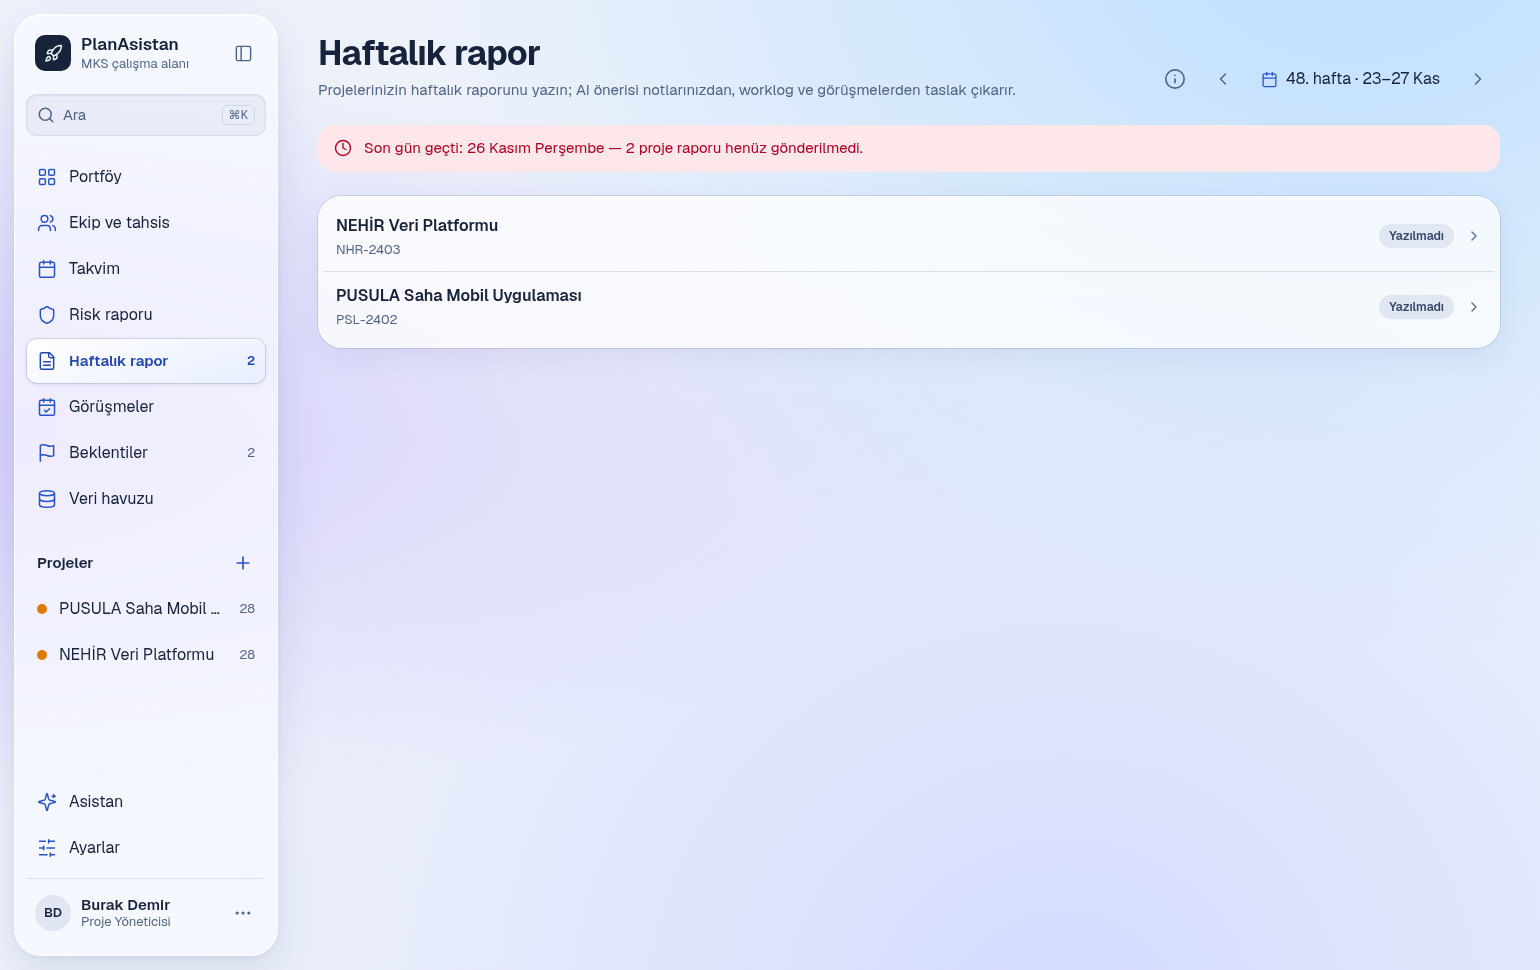 PlanAsistan
MKS çalışma alanı
Ara
⌘K
Portföy
Ekip ve tahsis
Takvim
Risk raporu
Haftalık rapor 2
Görüşmeler
Beklentiler 2
Veri havuzu
Projeler
PUSULA Saha Mobil ... 28
NEHİR Veri Platformu 28
Asistan
Ayarlar
BD
Burak Demir
Proje Yöneticisi
Haftalık rapor
Projelerinizin haftalık raporunu yazın; AI önerisi notlarınızdan, worklog ve görüşmelerden taslak çıkarır.
48. hafta · 23–27 Kas
Son gün geçti: 26 Kasım Perşembe — 2 proje raporu henüz gönderilmedi.
NEHİR Veri Platformu
NHR-2403
Yazılmadı
PUSULA Saha Mobil Uygulaması
PSL-2402
Yazılmadı